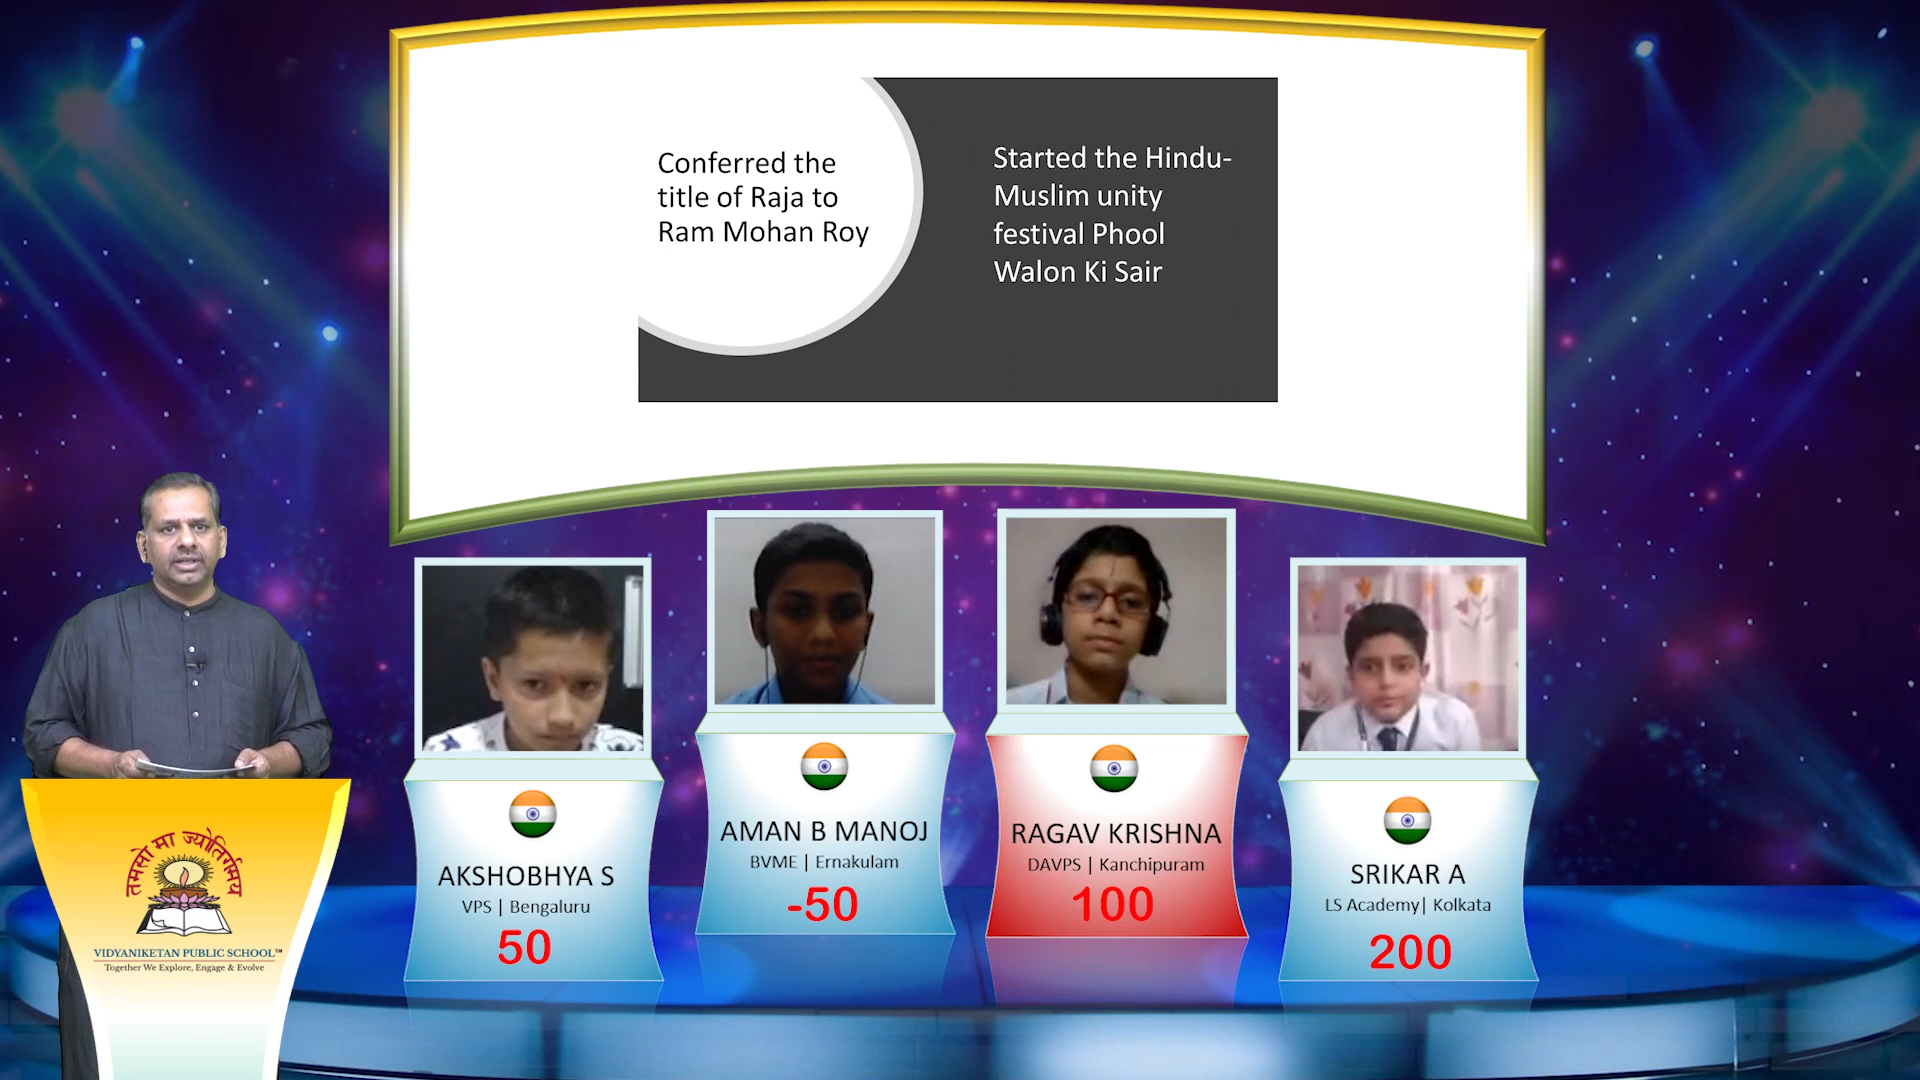 Conferred the
title of Raja to
Ram Mohan Roy
Started the Hindu-
Muslim unity
festival Phool
Walon Ki Sair
तमसो मा ज्योतिर्गमय
VIDYANIKETAN PUBLIC SCHOOL™
Together We Explore, Engage & Evolve
AKSHOBHYA S
VPS | Bengaluru
50
AMAN B MANOJ
BVME | Ernakulam
-50
RAGAV KRISHNA
DAVPS | Kanchipuram
100
SRIKAR A
LS Academy| Kolkata
200